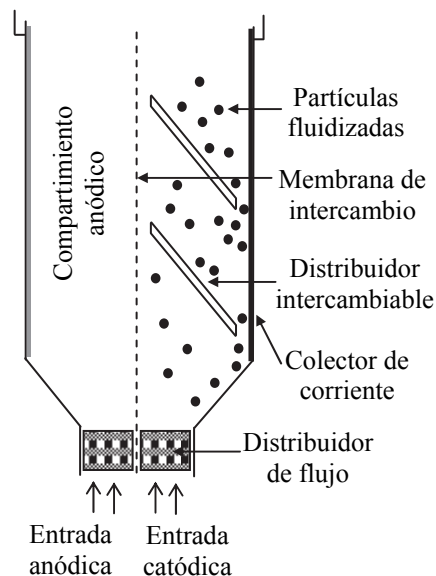 Compartimiento
anódico
Partículas
fluidizadas
Membrana de
intercambio
Distribuidor
intercambiable
Colector de
corriente
Distribuidor
de flujo
Entrada
anódica
Entrada
catódica